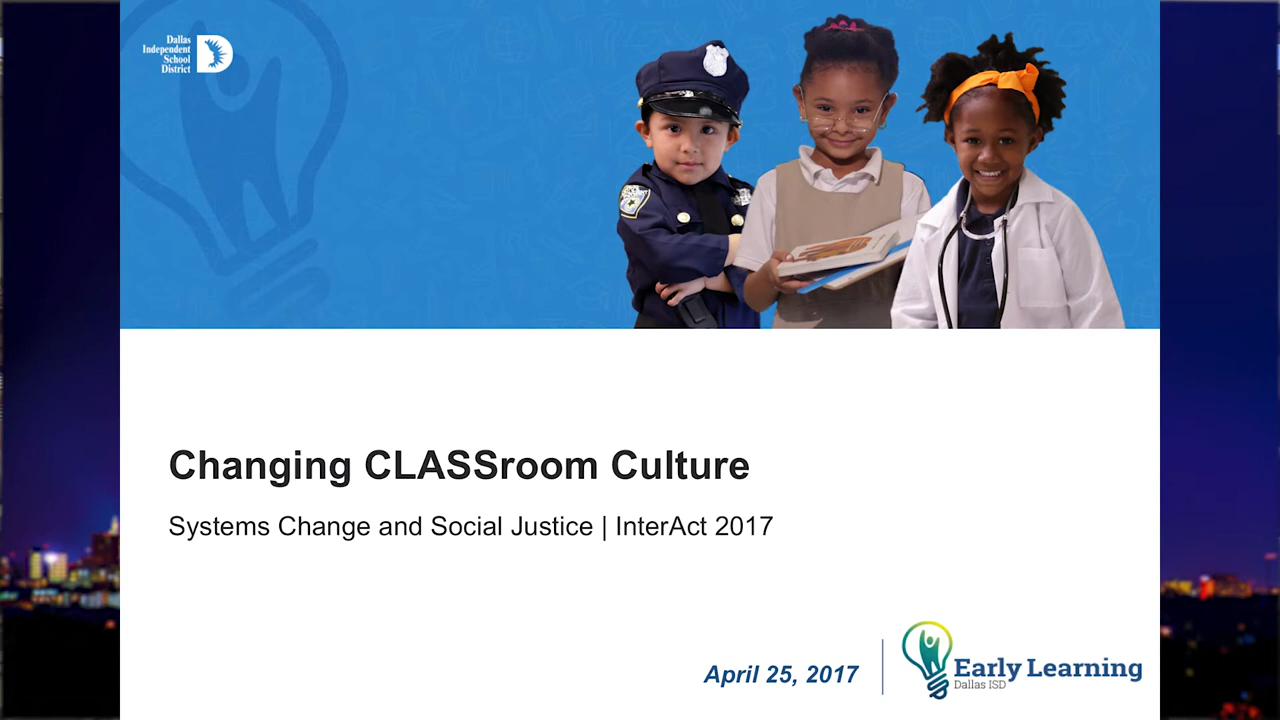 Dallas
Independent
School
District
Changing CLASSroom Culture
Systems Change and Social Justice | InterAct 2017
April 25, 2017
Early Learning
Dallas ISD